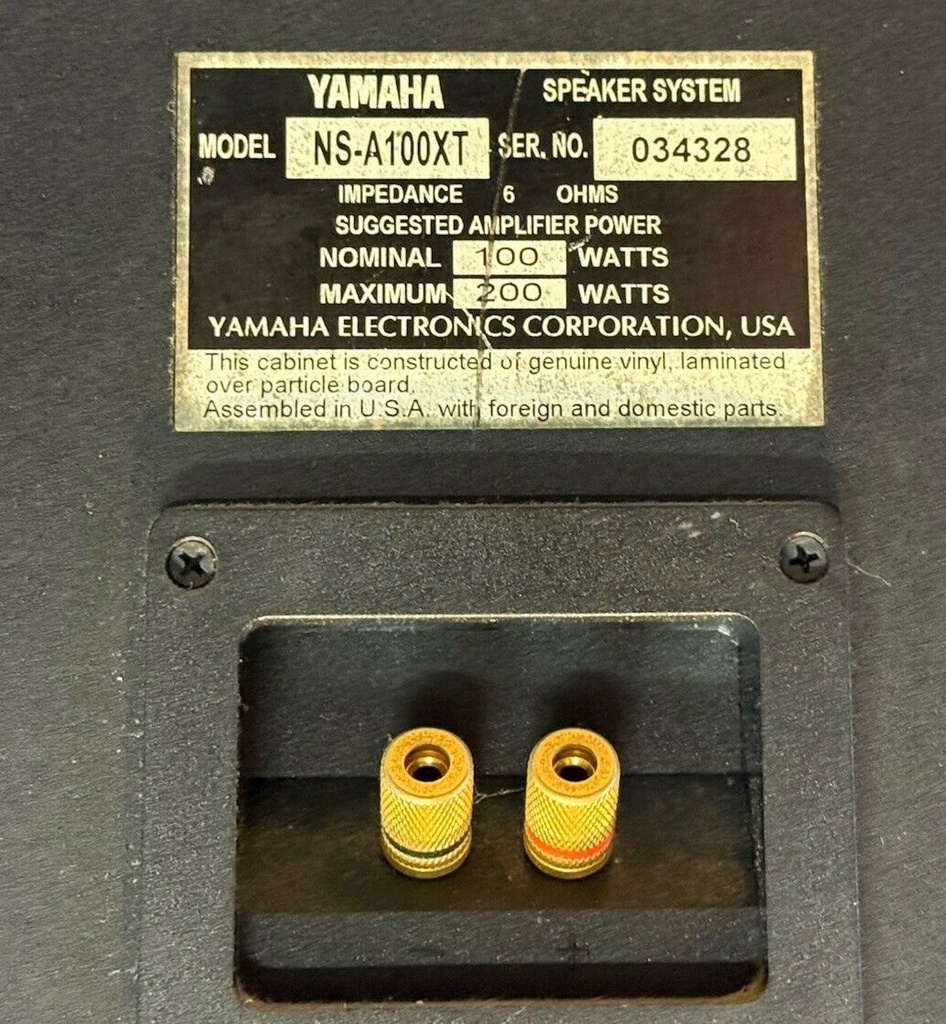 YAMAHA SPEAKER SYSTEM
MODEL NS-A100XT SER. NO. 034328
IMPEDANCE 6 OHMS
SUGGESTED AMPLIFIER POWER
NOMINAL 100 WATTS
MAXIMUM 200 WATTS
YAMAHA ELECTRONICS CORPORATION, USA
This cabinet is constructed of genuine vinyl, laminated
over particle board.
Assembled in U.S.A. with foreign and domestic parts.